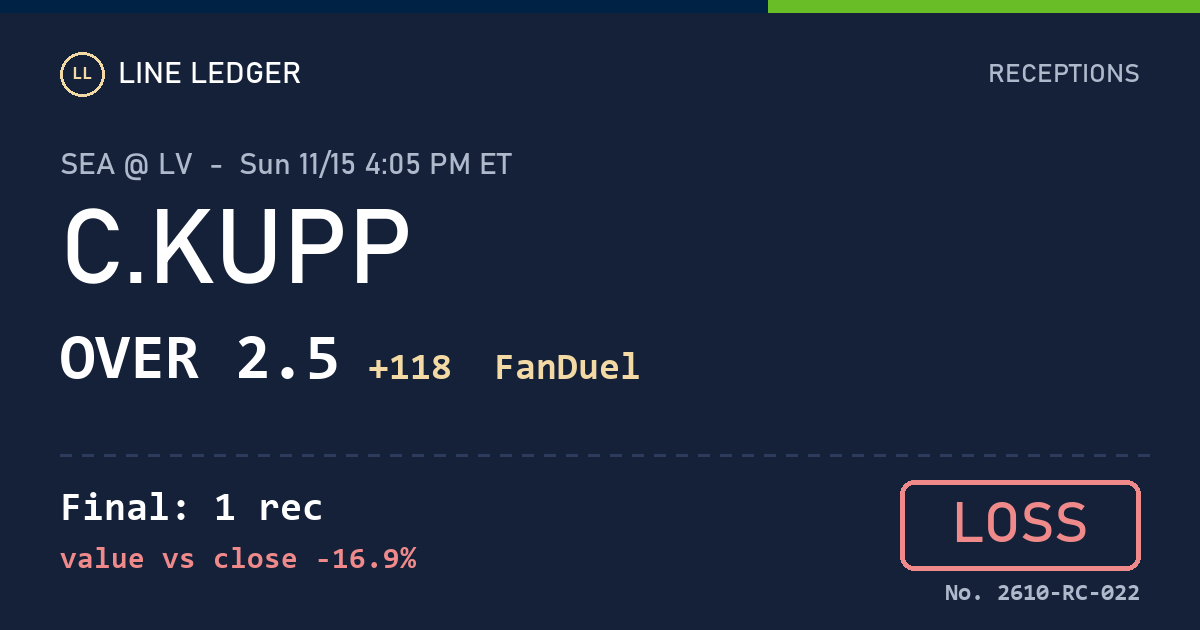 LL LINE LEDGER RECEPTIONS
SEA @ LV - Sun 11/15 4:05 PM ET
C.KUPP
OVER 2.5 +118 FanDuel
Final: 1 rec
LOSS
value vs close -16.9%
No. 2610-RC-022